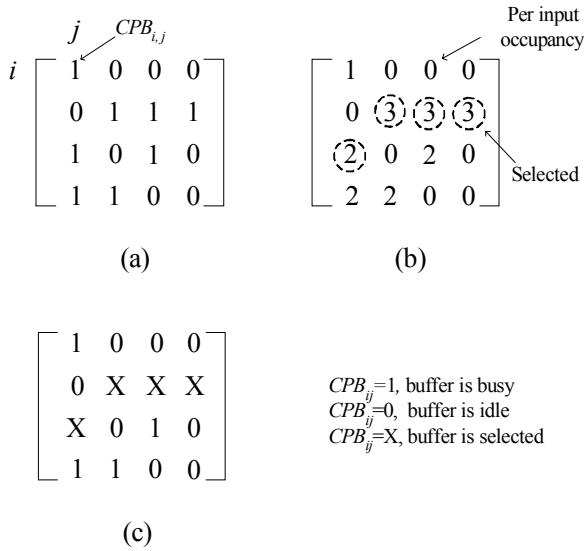 j CPB_{i,j}
i
1 0 0 0
0 1 1 1
1 0 1 0
1 1 0 0
(a)
Per input
occupancy
1 0 0 0
0 3 3 3
2 0 2 0
2 2 0 0
Selected
(b)
1 0 0 0
0 X X X
X 0 1 0
1 1 0 0
(c)
CPB_{ij}=1, buffer is busy
CPB_{ij}=0, buffer is idle
CPB_{ij}=X, buffer is selected